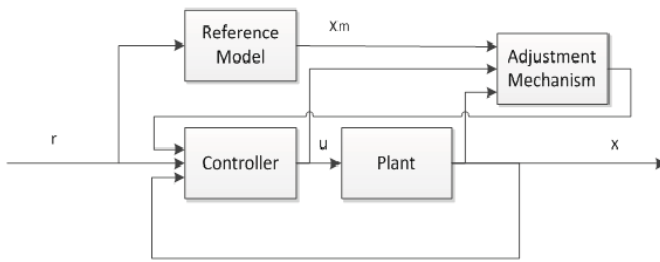 Reference
Model
xm
Adjustment
Mechanism
r
Controller
u
Plant
x